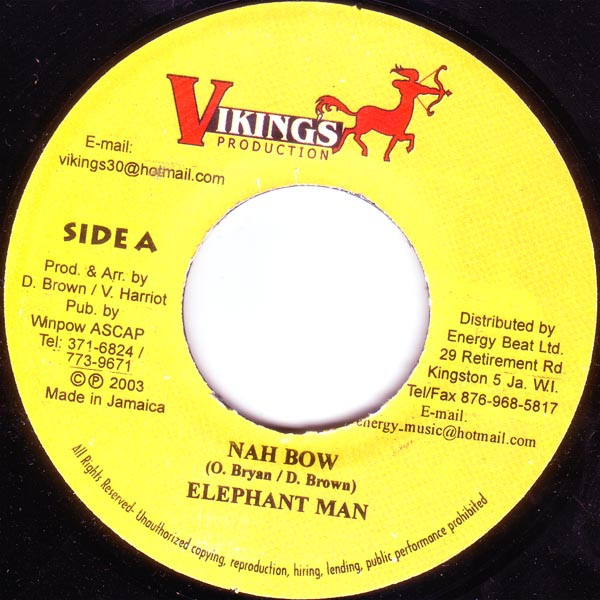 VIKINGS
PRODUCTION
E-mail:
vikings30@hotmail.com
SIDE A
Prod. & Arr. by
D. Brown / V. Harriot
Pub. by
Winpow ASCAP
Tel: 371-6824 /
773-9671
©℗ 2003
Made in Jamaica
Distributed by
Energy Beat Ltd.
29 Retirement Rd
Kingston 5 Ja. W.I.
Tel/Fax 876-968-5817
E-mail.
energy_music@hotmail.com
NAH BOW
(O. Bryan / D. Brown)
ELEPHANT MAN
All Rights Reserved- Unauthorized copying, reproduction, hiring, lending, public performance prohibited